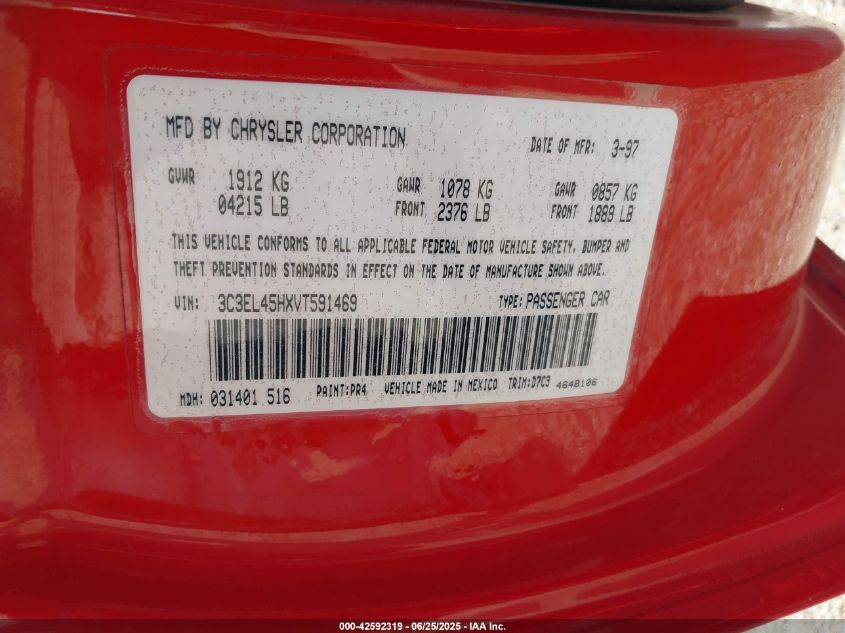 MFD BY CHRYSLER CORPORATION DATE OF MFR: 3-97
GVWR 1912 KG GAWR 1078 KG GAWR 0857 KG
04215 LB FRONT 2376 LB FRONT 1889 LB
THIS VEHICLE CONFORMS TO ALL APPLICABLE FEDERAL MOTOR VEHICLE SAFETY, BUMPER AND
THEFT PREVENTION STANDARDS IN EFFECT ON THE DATE OF MANUFACTURE SHOWN ABOVE.
VIN: 3C3EL45HXVT591469 TYPE: PASSENGER CAR
MDH: 031401 516 PAINT:PR4 VEHICLE MADE IN MEXICO TRIM:D7C3 4648106
000-42592319 / 06/25/2025 - IAA Inc.